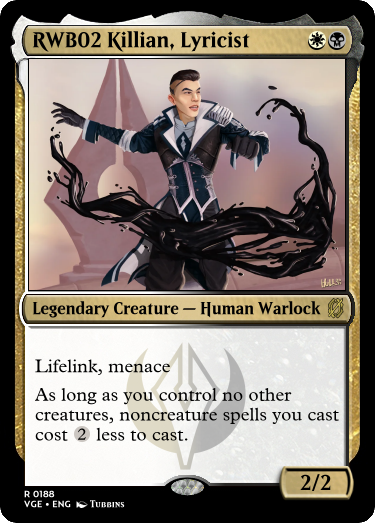 RWB02 Killian, Lyricist
Legendary Creature — Human Warlock
Lifelink, menace
As long as you control no other
creatures, noncreature spells you cast
cost 2 less to cast.
2/2
R 0188
VGE • ENG Tubbins